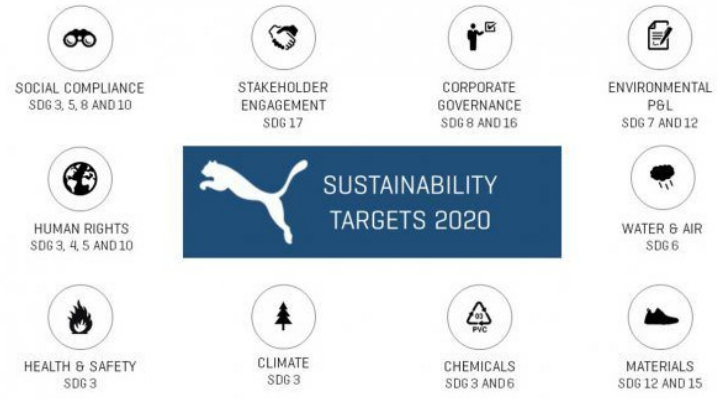 SOCIAL COMPLIANCE
SDG 3, 5, 8 AND 10
STAKEHOLDER
ENGAGEMENT
SDG 17
CORPORATE
GOVERNANCE
SDG 8 AND 16
ENVIRONMENTAL
P&L
SDG 7 AND 12
HUMAN RIGHTS
SDG 3, 4, 5 AND 10
SUSTAINABILITY
TARGETS 2020
WATER & AIR
SDG 6
HEALTH & SAFETY
SDG 3
CLIMATE
SDG 3
03
PVC
CHEMICALS
SDG 3 AND 6
MATERIALS
SDG 12 AND 15